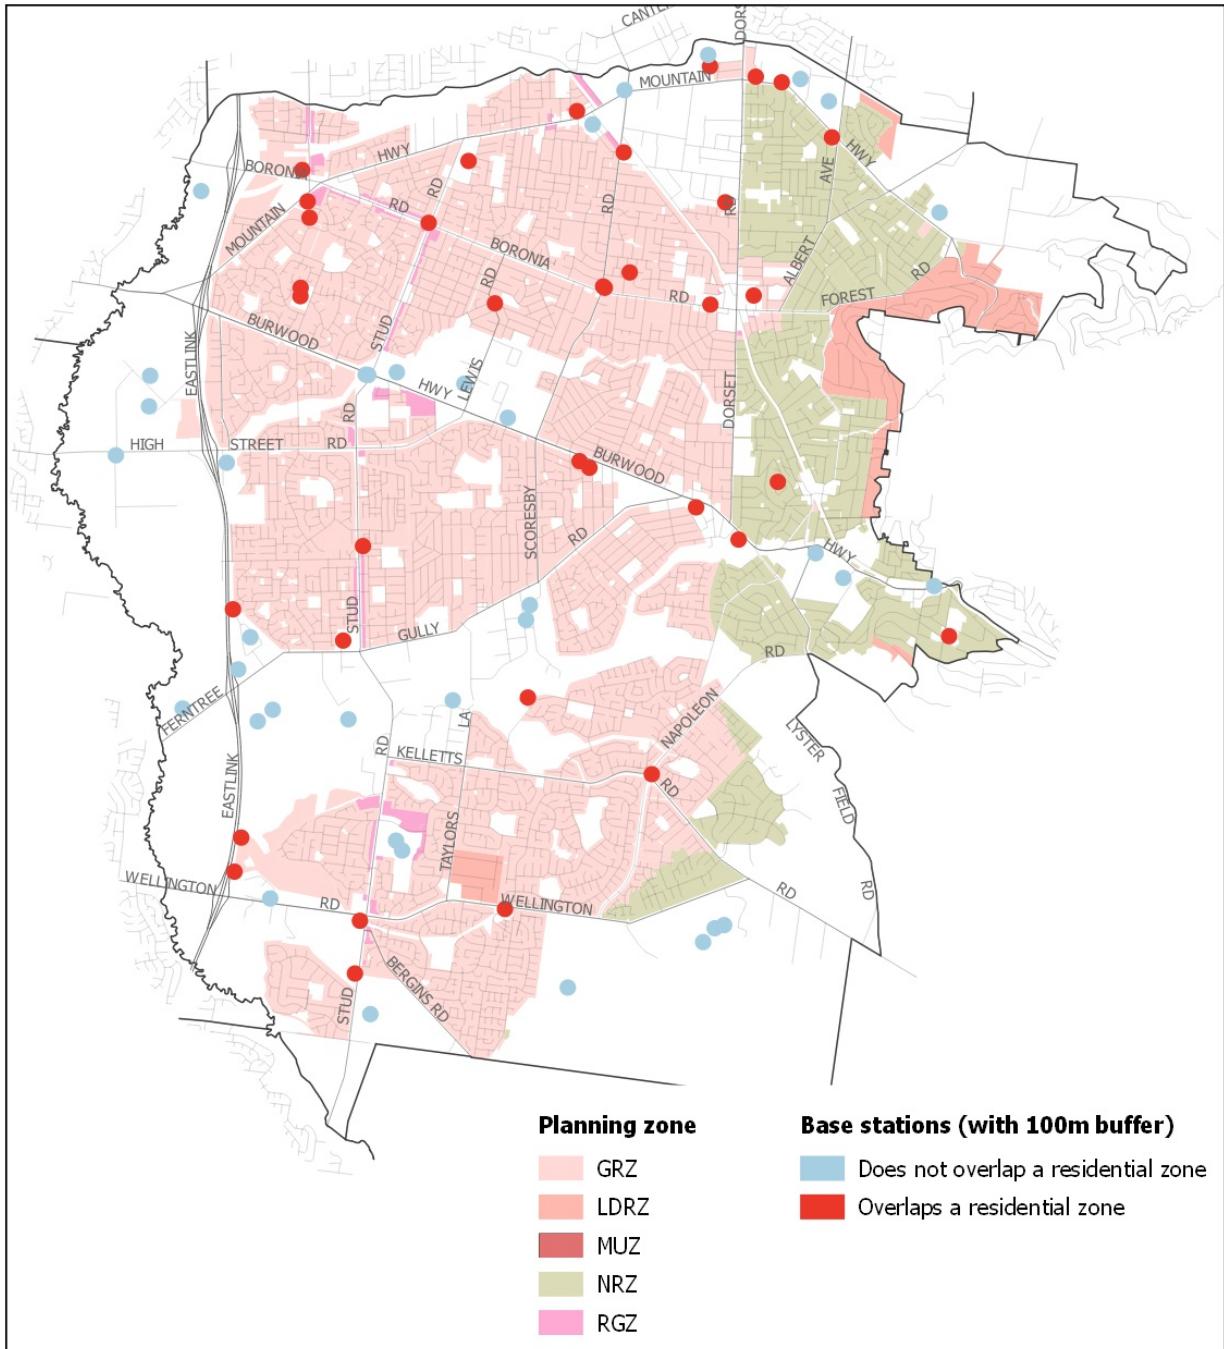 CANTE
DORS
MOUNTAIN
HWY
BORONIA
HWY
AVE
RD
RD
RD
RD
MOUNTAIN
BORONIA
ALBERT
RD
RD
RD
FOREST
BURWOOD
STUD
EASTLINK
LEWIS
HWY
DORSET
RD
HIGH
STREET
RD
BURWOOD
SCORESBY
RD
HWY
STUD
GULLY
RD
FERNTREE
LA
NAPOLEON
LYSTER
RD
KELLETTS
EASTLINK
RD
FIELD
TAYLORS
WELLINGTON
RD
WELLINGTON
RD
RD
BERGINS RD
STUD
Planning zone
GRZ
LDRZ
MUZ
NRZ
RGZ
Base stations (with 100m buffer)
Does not overlap a residential zone
Overlaps a residential zone